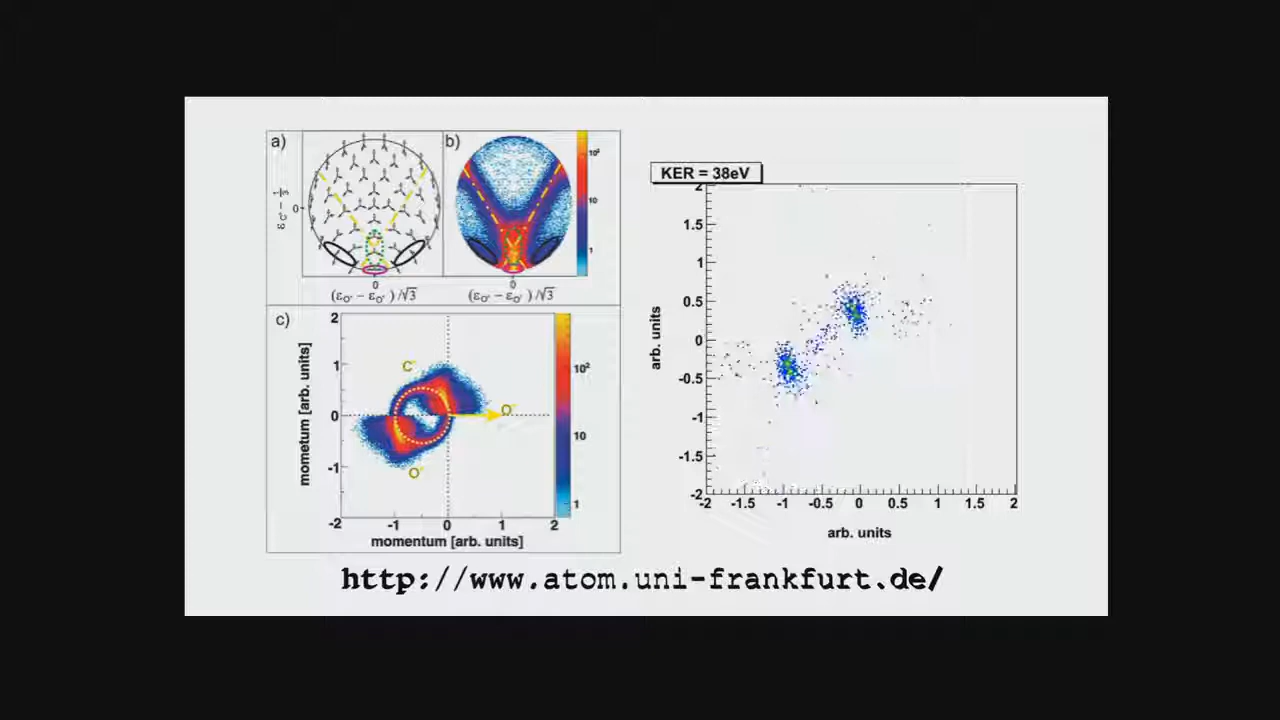 a)
b)
ε_C⁺ − 1/3
0
0
0
(ε_O⁺ − ε_O⁺)/√3
(ε_O⁺ − ε_O⁺)/√3
10²
10
1
c)
mometum [arb. units]
2
1
0
-1
-2
-1
0
1
2
momentum [arb. units]
C⁺
O⁺
O⁺
10²
10
1
KER = 38eV
arb. units
2
1.5
1
0.5
0
-0.5
-1
-1.5
-2
-2
-1.5
-1
-0.5
0
0.5
1
1.5
2
arb. units
http://www.atom.uni-frankfurt.de/